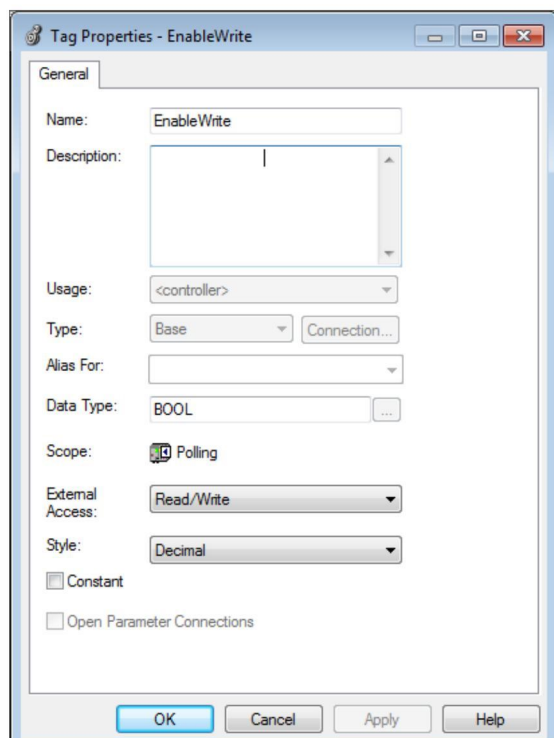 Tag Properties - EnableWrite
General
Name: EnableWrite
Description:
Usage: <controller>
Type: Base Connection...
Alias For:
Data Type: BOOL ...
Scope: Polling
External
Access: Read/Write
Style: Decimal
Constant
Open Parameter Connections
OK Cancel Apply Help